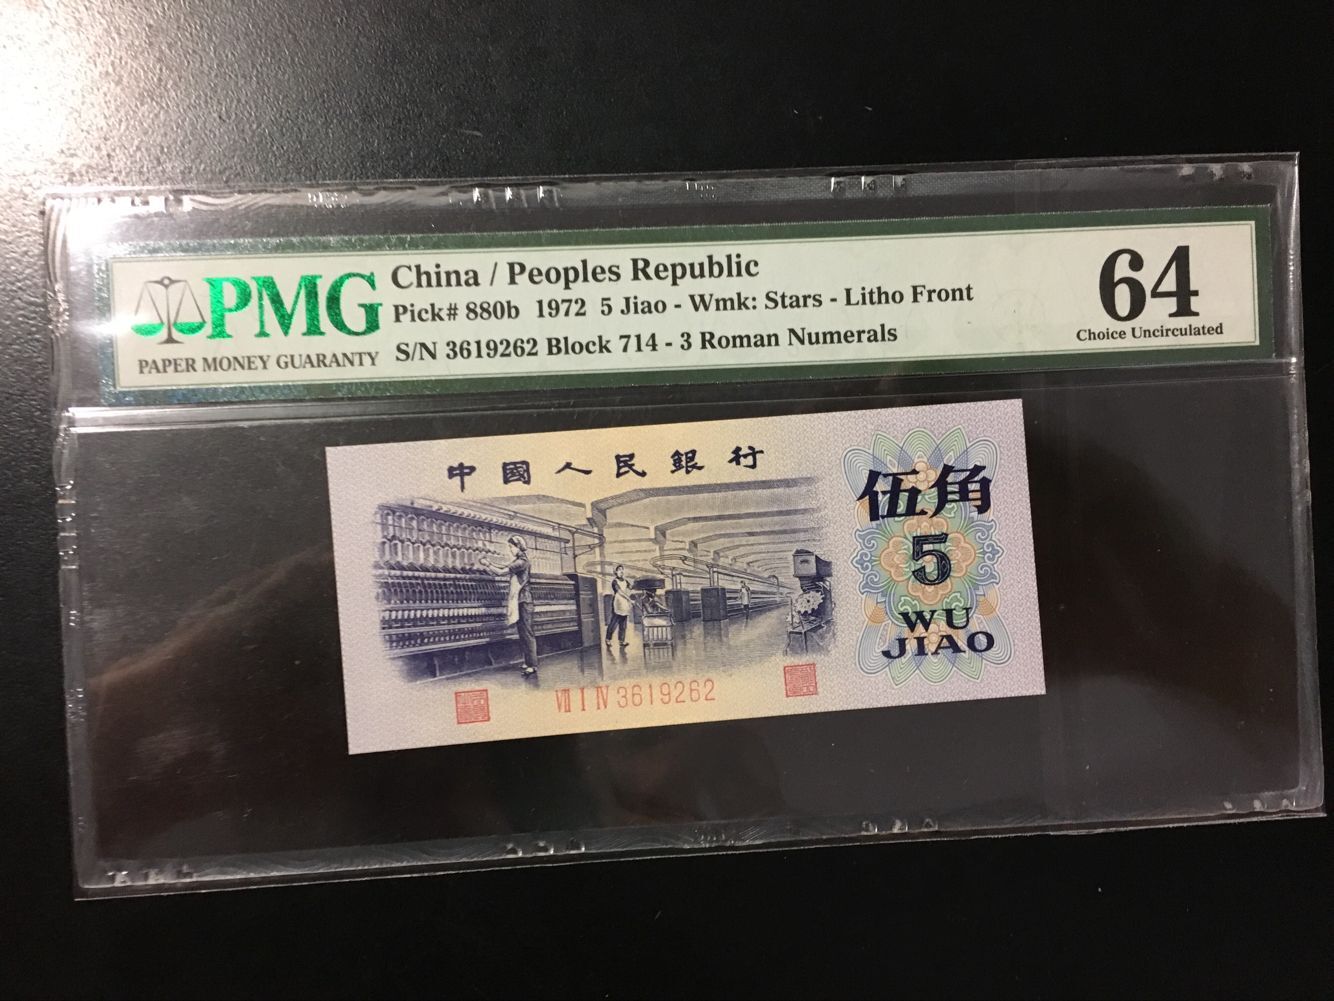 PMG
PAPER MONEY GUARANTY
China / Peoples Republic
Pick# 880b 1972 5 Jiao - Wmk: Stars - Litho Front
S/N 3619262 Block 714 - 3 Roman Numerals
64
Choice Uncirculated
中國人民銀行
伍角
5
WU
JIAO
Ⅶ Ⅰ Ⅳ 3619262